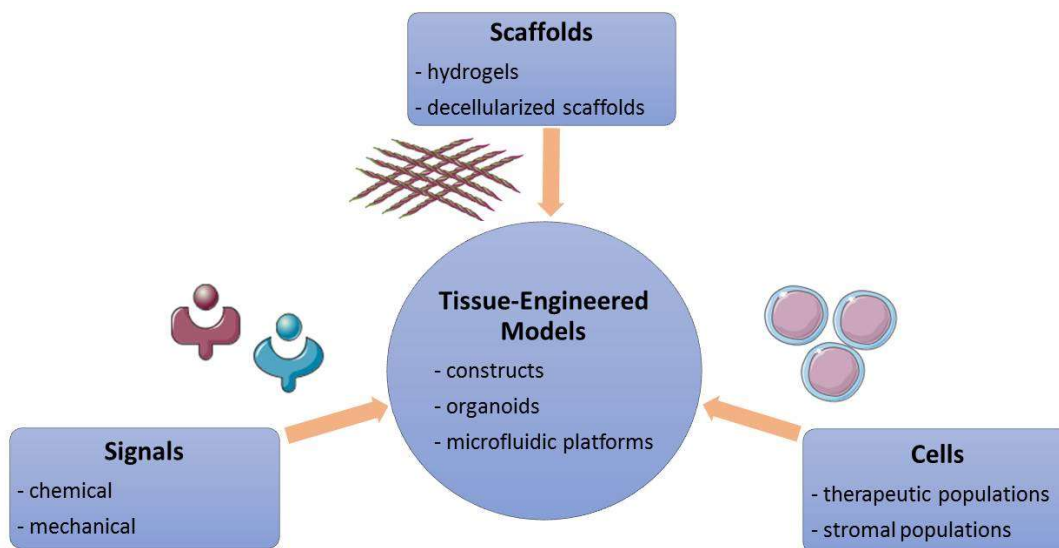 Scaffolds
- hydrogels
- decellularized scaffolds
Tissue-Engineered
Models
- constructs
- organoids
- microfluidic platforms
Signals
- chemical
- mechanical
Cells
- therapeutic populations
- stromal populations